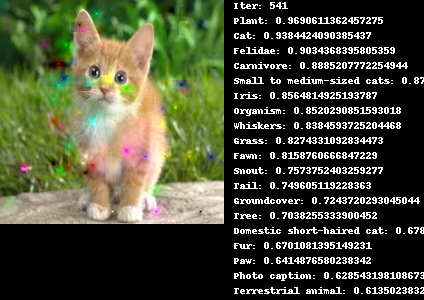 Iter: 541
Plant: 0.9690611362457275
Cat: 0.9384424090385437
Felidae: 0.9034368395805359
Carnivore: 0.8885207772254944
Small to medium-sized cats: 0.87
Iris: 0.8564814925193787
Organism: 0.8520290851593018
Whiskers: 0.8384593725204468
Grass: 0.8274331092834473
Fawn: 0.8158760666847229
Snout: 0.7573752403259277
Tail: 0.749605119228363
Groundcover: 0.7243720293045044
Tree: 0.7038255333900452
Domestic short-haired cat: 0.678
Fur: 0.6701081395149231
Paw: 0.6414876580238342
Photo caption: 0.628543198108673
Terrestrial animal: 0.6135023832